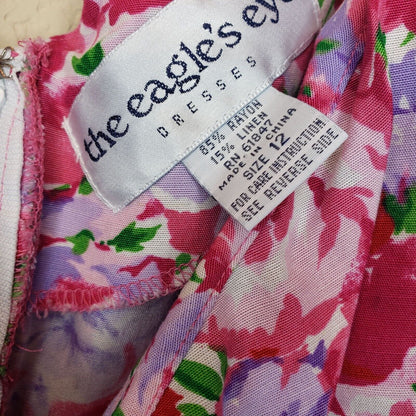 the eagle's eye
DRESSES
85% RAYON
15% LINEN
RN 61847
MADE IN CHINA
SIZE 12
FOR CARE INSTRUCTION
SEE REVERSE SIDE